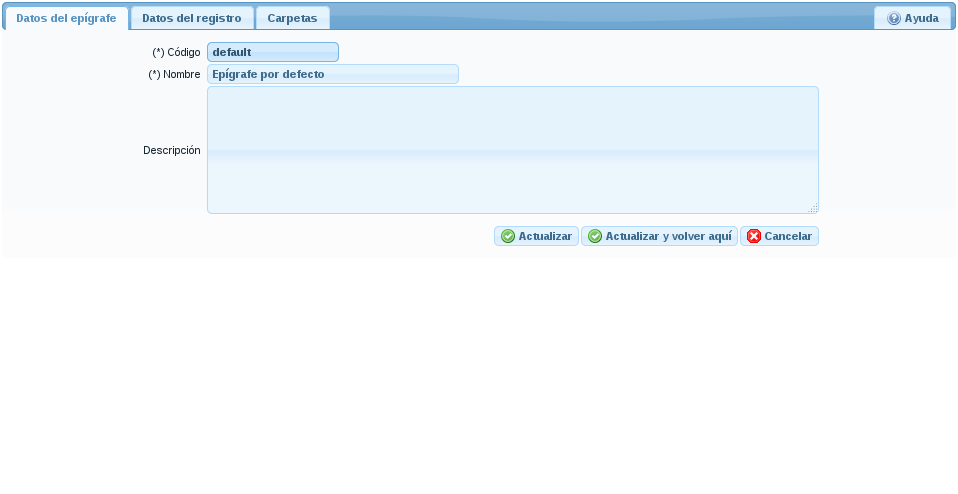 Datos del epígrafe Datos del registro Carpetas Ayuda
(*) Código default
(*) Nombre Epígrafe por defecto
Descripción
Actualizar Actualizar y volver aquí Cancelar